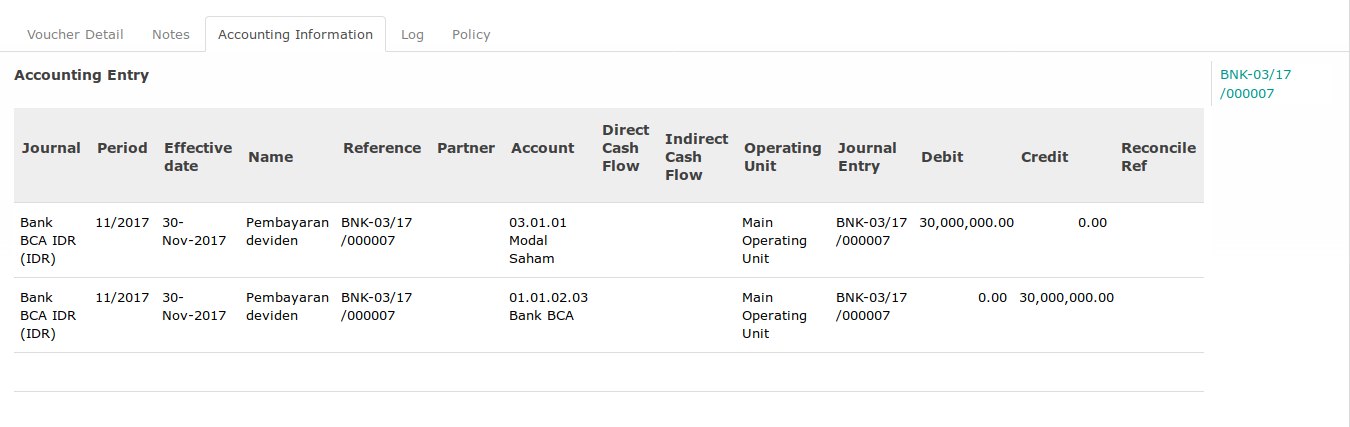 Voucher Detail Notes Accounting Information Log Policy
Accounting Entry
BNK-03/17
/000007
Journal Period Effective date Name Reference Partner Account Direct Cash Flow Indirect Cash Flow Operating Unit Journal Entry Debit Credit Reconcile Ref
Bank 11/2017 30- Pembayaran BNK-03/17 03.01.01 Main BNK-03/17 30,000,000.00 0.00
BCA IDR Nov-2017 deviden /000007 Modal Operating /000007
(IDR) Saham Unit
Bank 11/2017 30- Pembayaran BNK-03/17 01.01.02.03 Main BNK-03/17 0.00 30,000,000.00
BCA IDR Nov-2017 deviden /000007 Bank BCA Operating /000007
(IDR) Unit